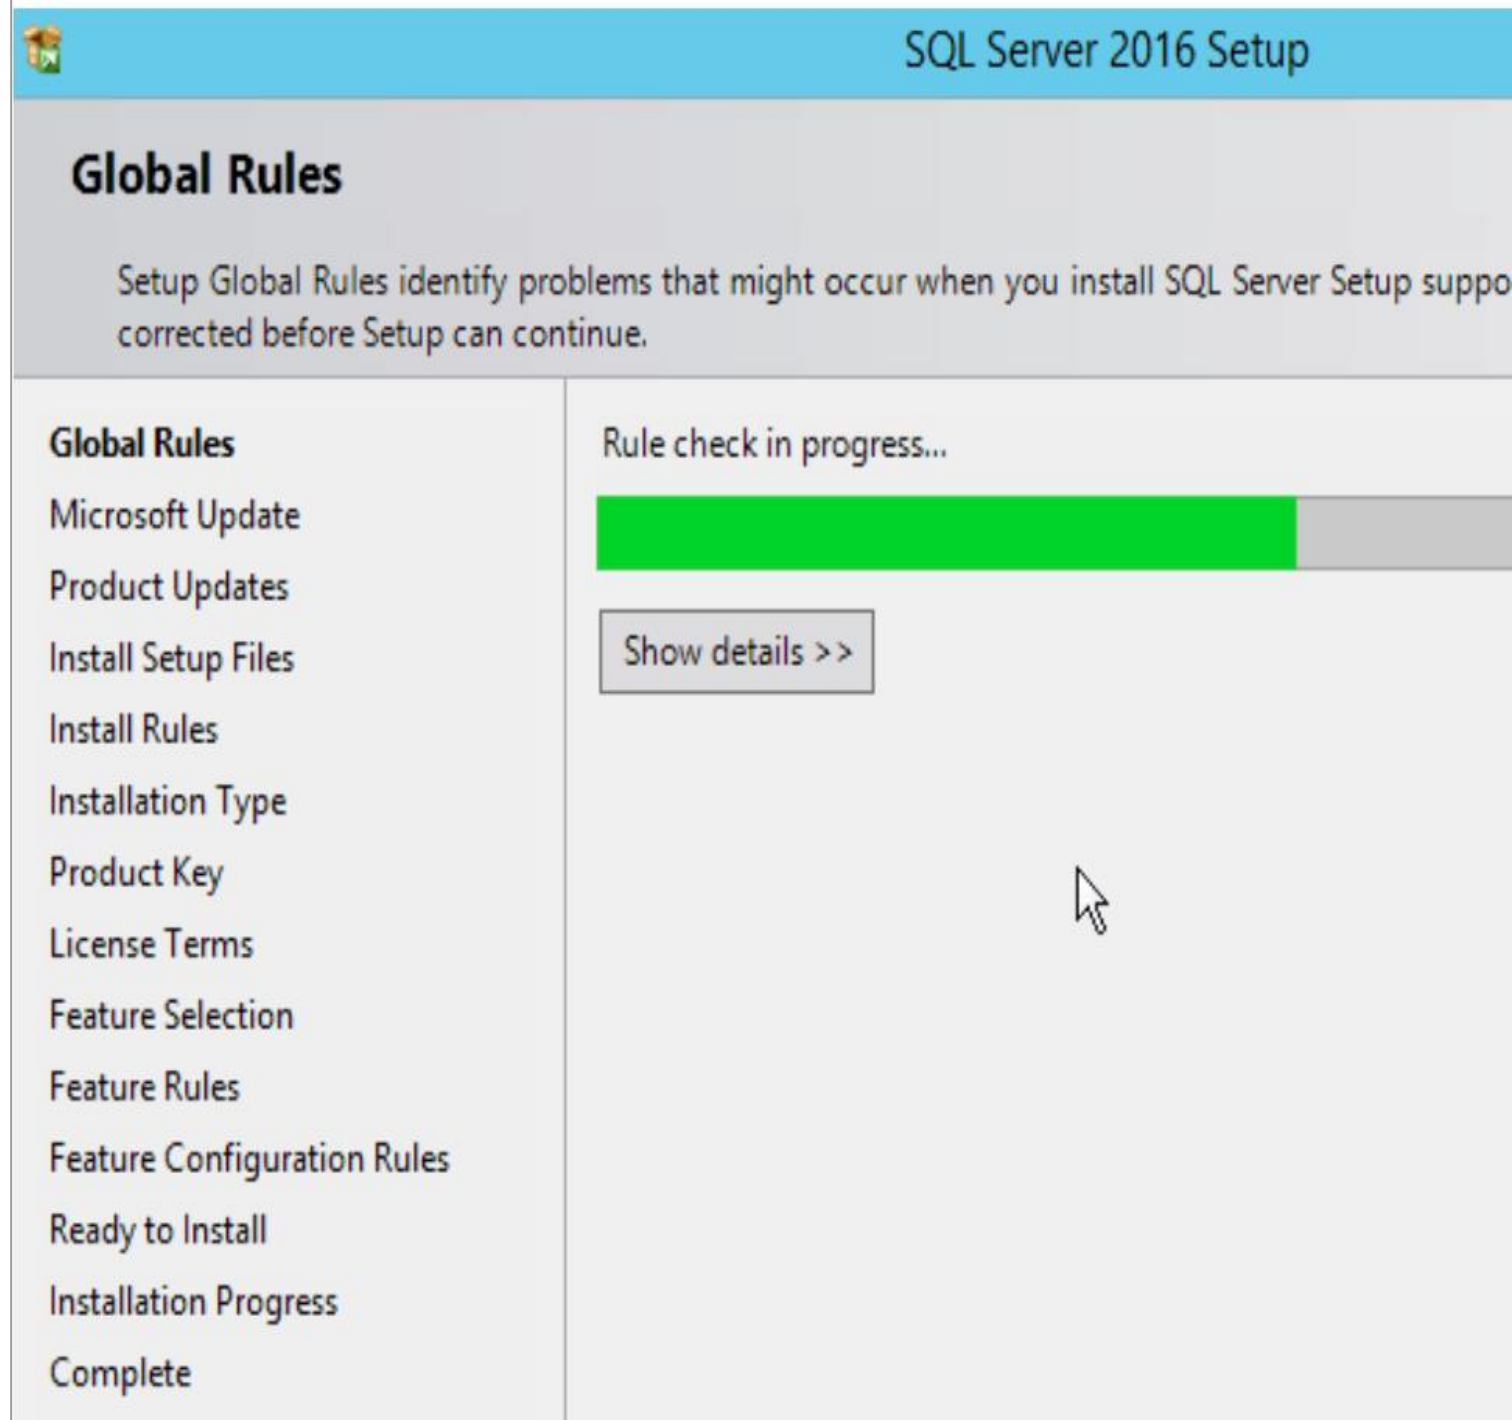 SQL Server 2016 Setup
Global Rules
Setup Global Rules identify problems that might occur when you install SQL Server Setup
corrected before Setup can continue.
Global Rules
Microsoft Update
Product Updates
Install Setup Files
Install Rules
Installation Type
Product Key
License Terms
Feature Selection
Feature Rules
Feature Configuration Rules
Ready to Install
Installation Progress
Complete
Rule check in progress...
Show details >>